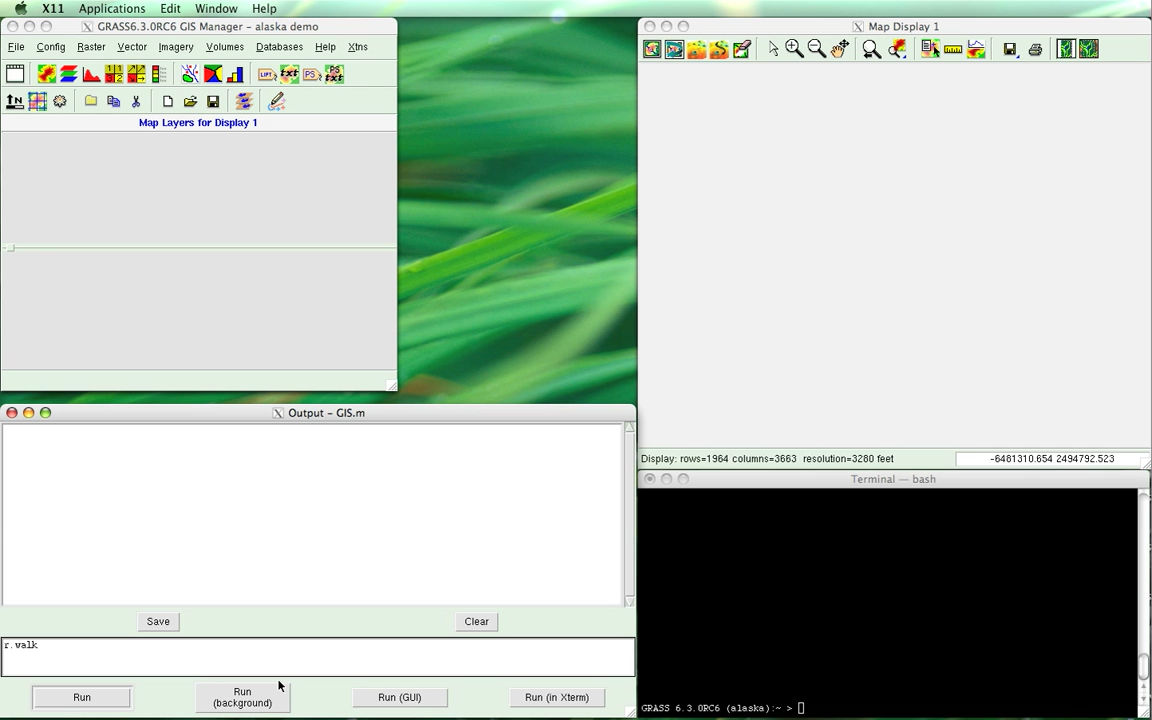 X11 Applications Edit Window Help
GRASS6.3.0RC6 GIS Manager - alaska demo
File Config Raster Vector Imagery Volumes Databases Help Xtns
Map Layers for Display 1
Output - GIS.m
Save Clear
r.walk
Run
Run
(background)
Run (GUI)
Run (in Xterm)
Map Display 1
Display: rows=1964 columns=3663 resolution=3280 feet
-6481310.654 2494792.523
Terminal — bash
GRASS 6.3.0RC6 (alaska):~ >